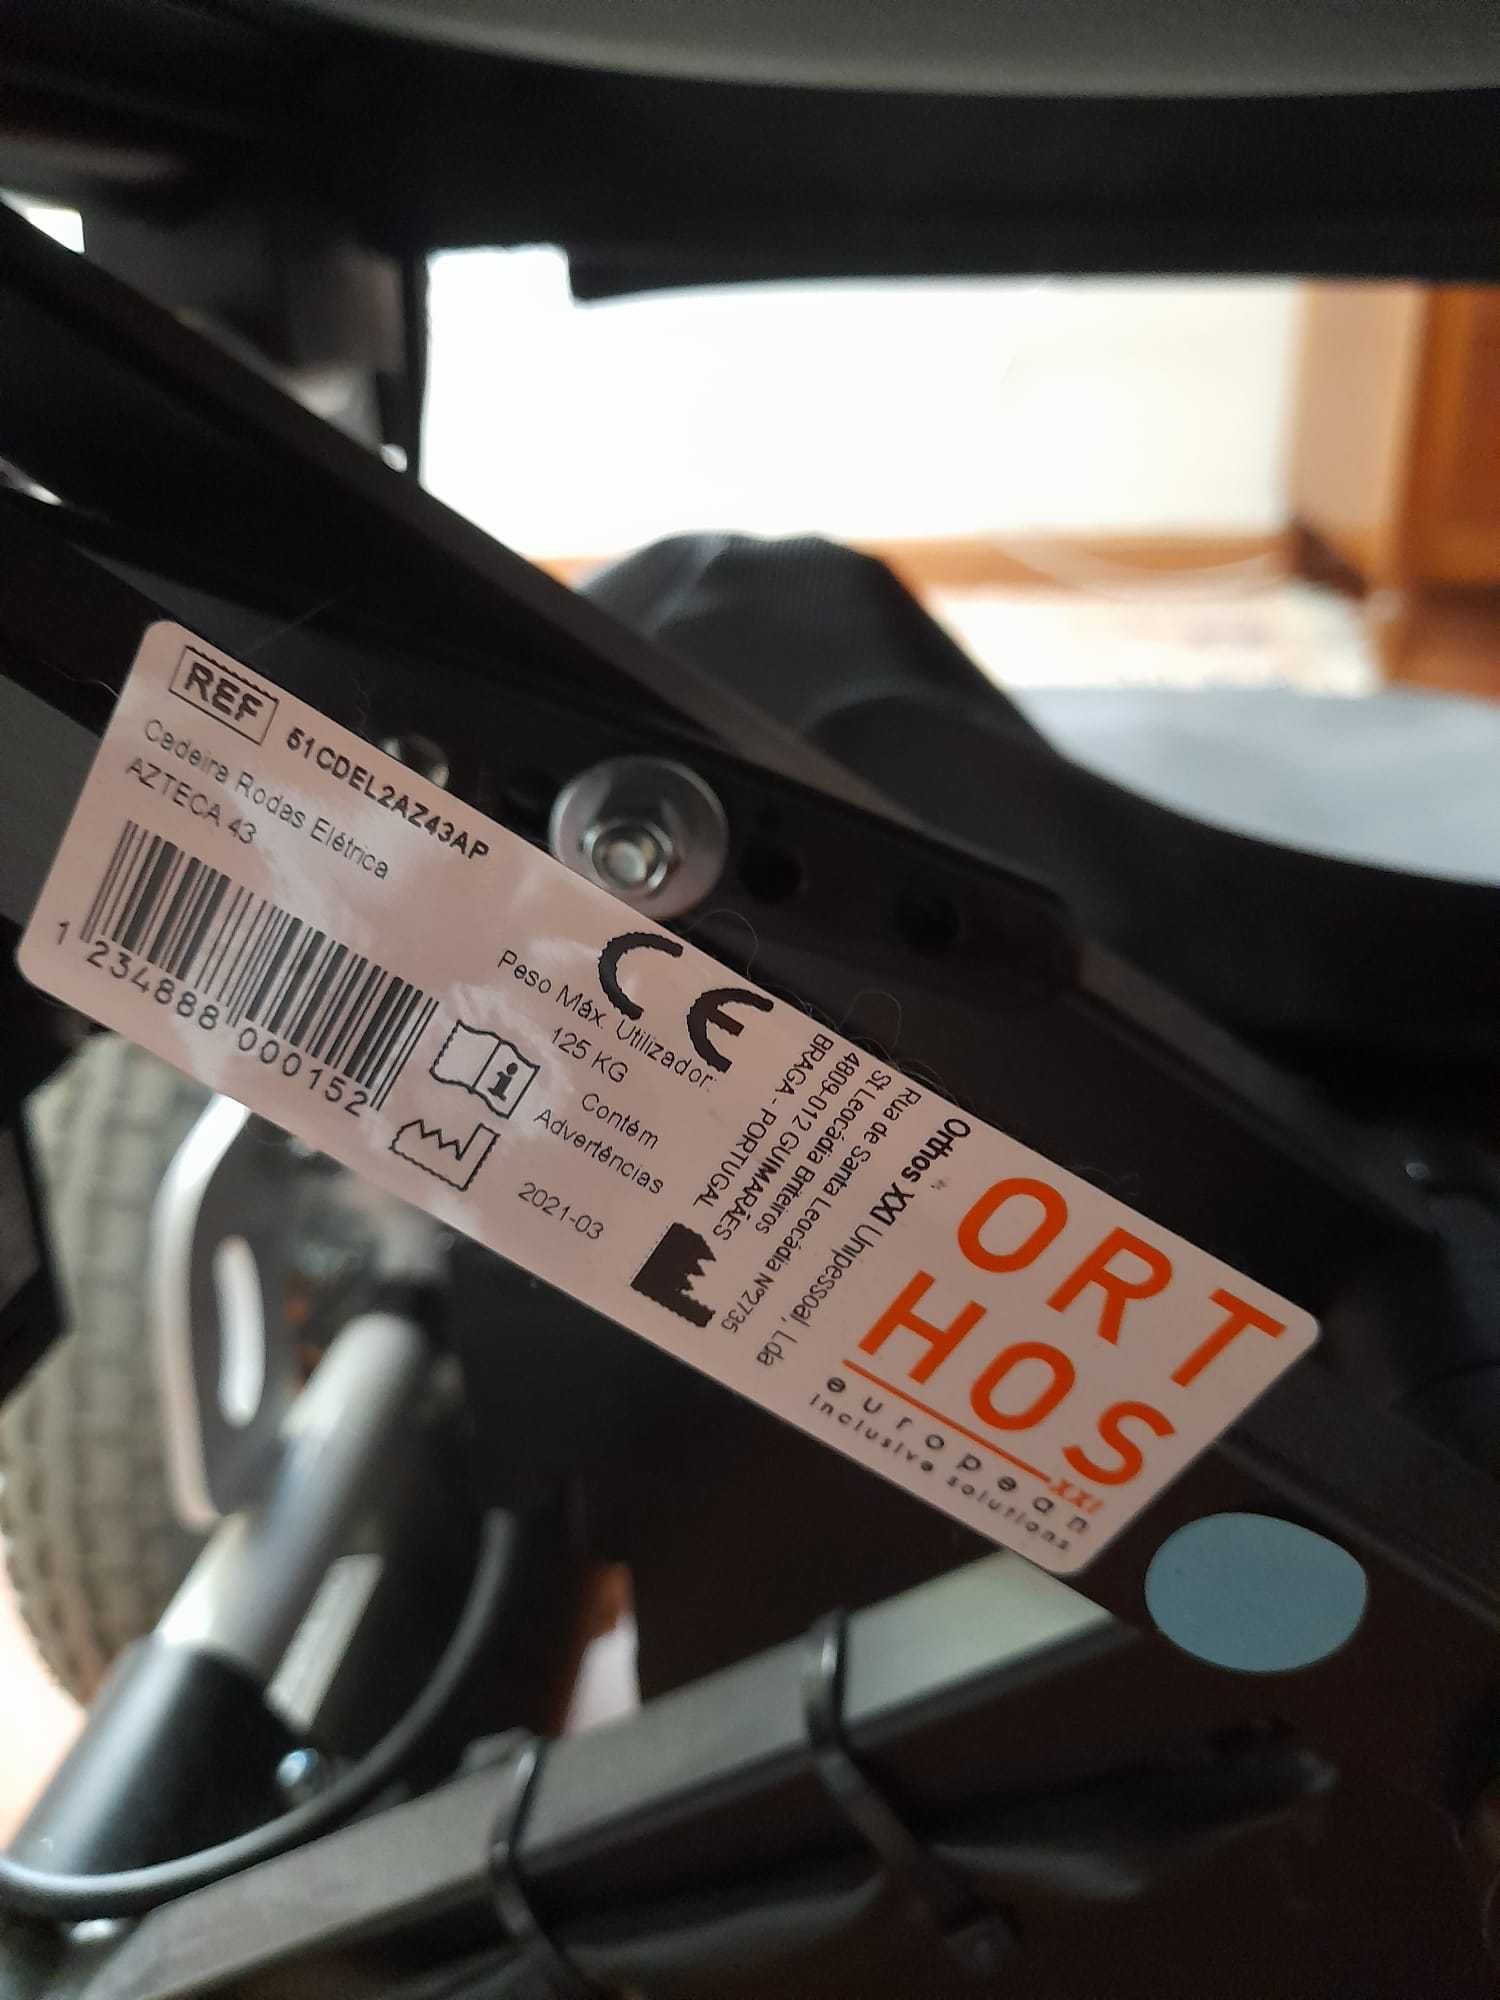 REF 51CDEL2AZ43AP
Cadeira Rodas Elétrica
AZTECA 43
1 234888 000152
CE
Peso Máx. Utilizador:
125 KG
Contém
Advertências
2021-03
Orthos XXI Unipessoal, Lda
Rua de Santa Leocádia Nº2735
St Leocádia Briteiros
4809-012 GUIMARÃES
BRAGA - PORTUGAL
ORT
HOS
XXI
european
inclusive solutions